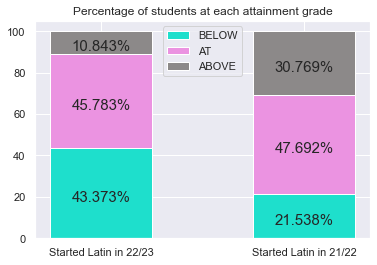 Percentage of students at each attainment grade
100
80
60
40
20
0
BELOW
AT
ABOVE
10.843%
45.783%
43.373%
30.769%
47.692%
21.538%
Started Latin in 22/23
Started Latin in 21/22